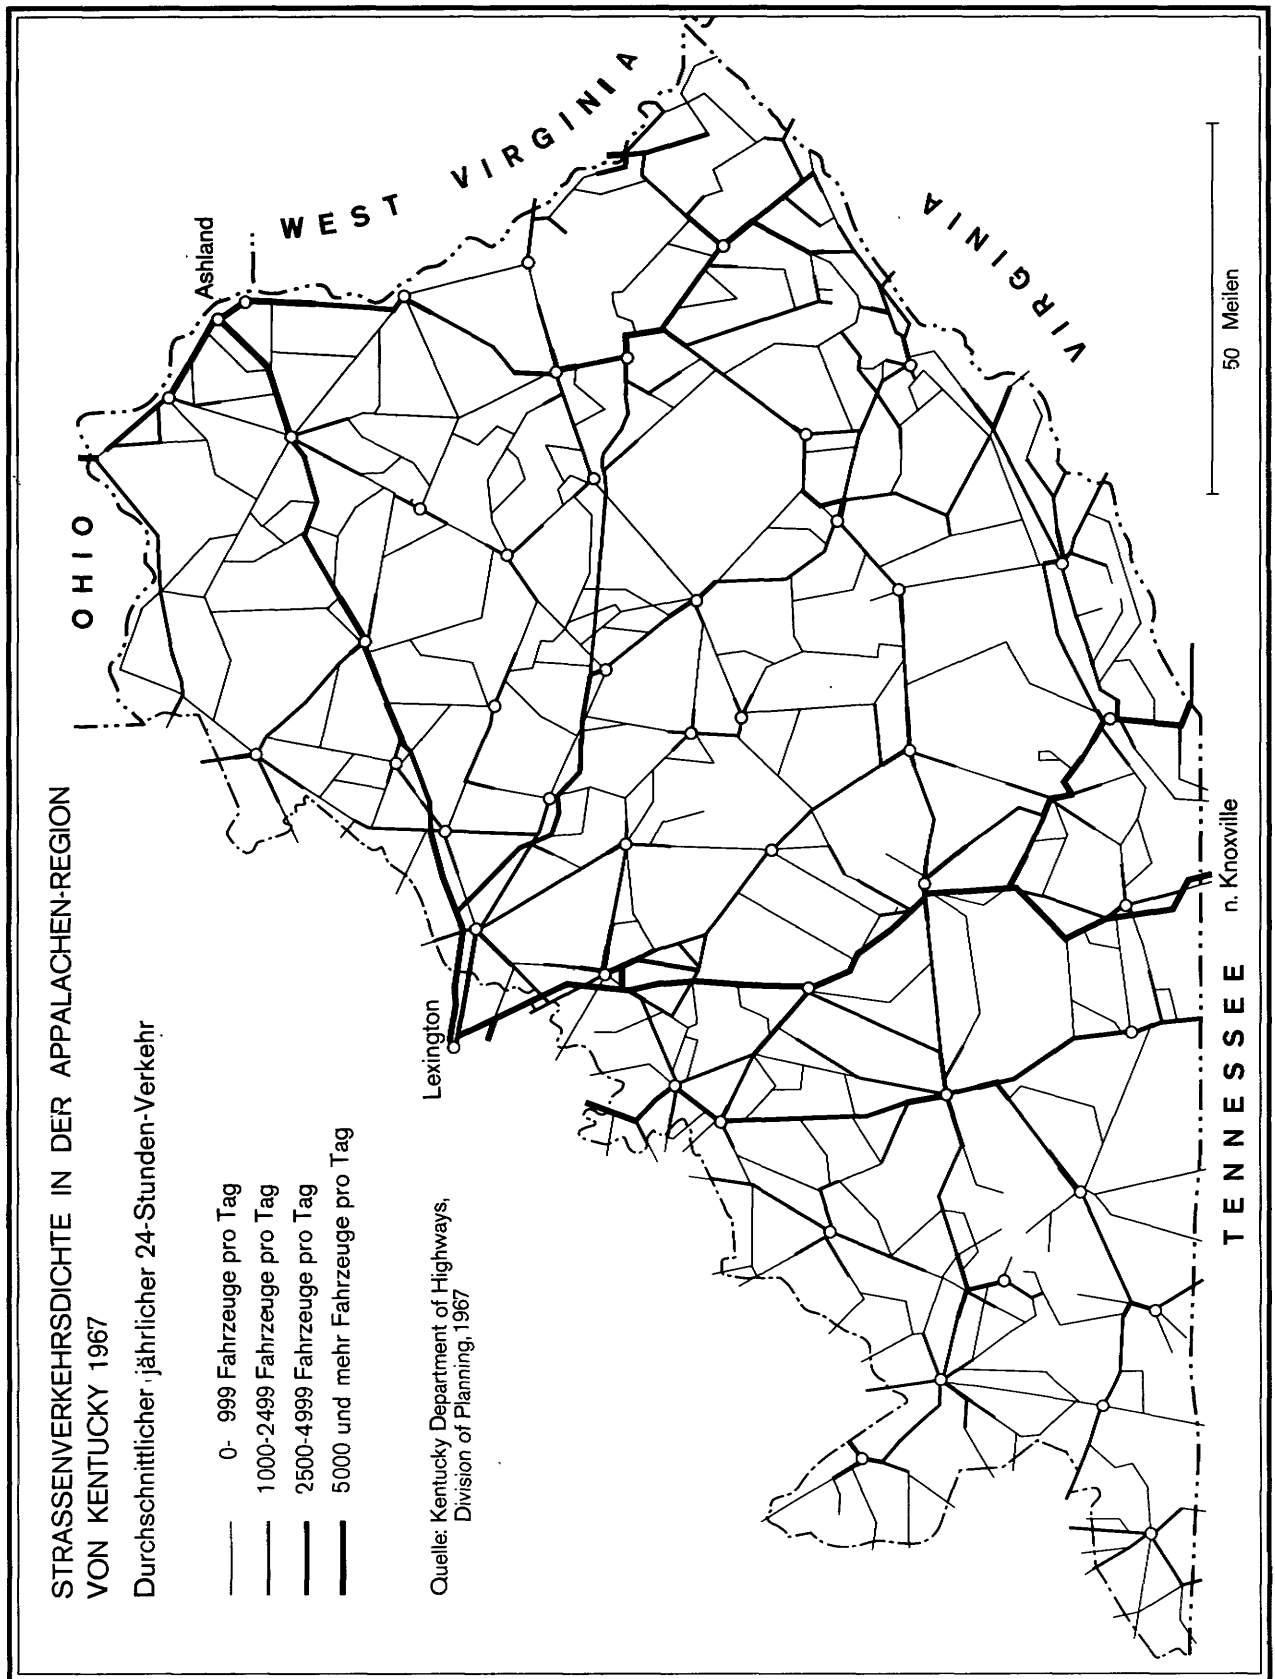 STRASSENVERKEHRSDICHTE IN DER APPALACHEN-REGION
VON KENTUCKY 1967
Durchschnittlicher jährlicher 24-Stunden-Verkehr
0- 999 Fahrzeuge pro Tag
1000-2499 Fahrzeuge pro Tag
2500-4999 Fahrzeuge pro Tag
5000 und mehr Fahrzeuge pro Tag
Quelle: Kentucky Department of Highways,
Division of Planning, 1967
OHIO
Ashland
WEST VIRGINIA
Lexington
VIRGINIA
50 Meilen
n. Knoxville
TENNESSEE